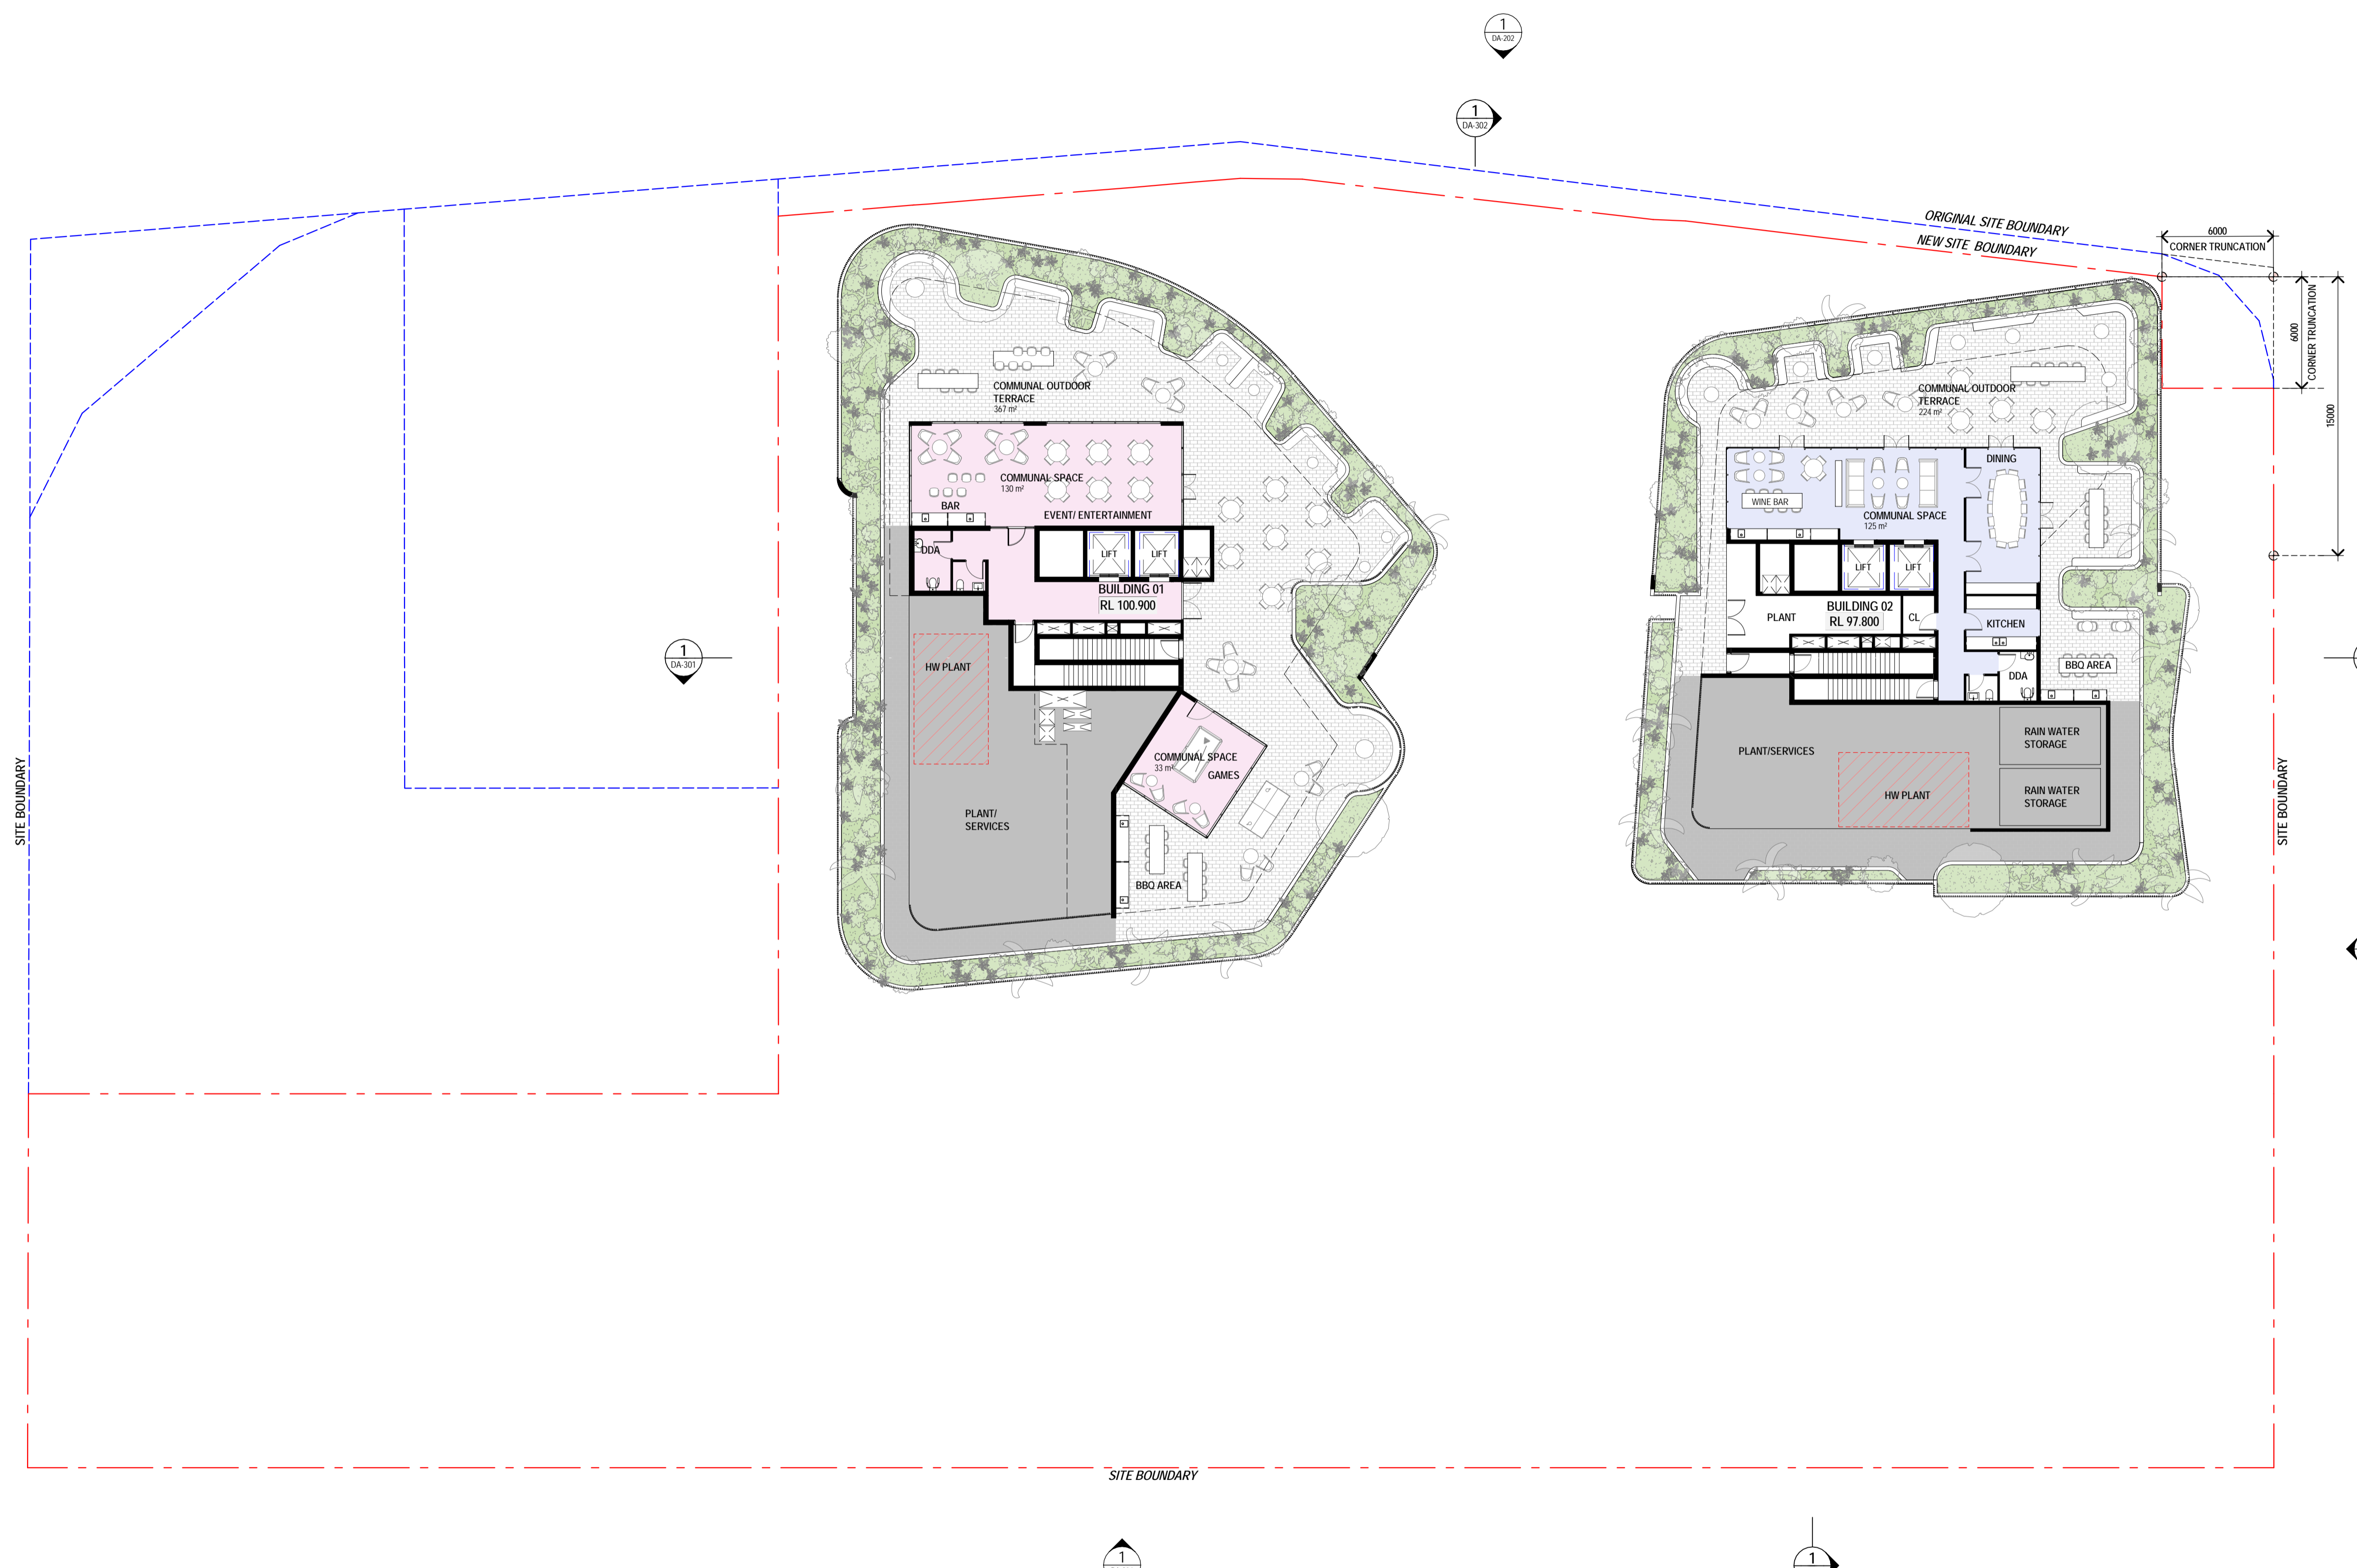 1
DA-202
1
DA-302
ORIGINAL SITE BOUNDARY
NEW SITE BOUNDARY
6000
CORNER TRUNCATION
6000
CORNER TRUNCATION
15000
COMMUNAL OUTDOOR
TERRACE
367 m²
COMMUNAL SPACE
130 m²
BAR
EVENT/ ENTERTAINMENT
DDA
LIFT
LIFT
BUILDING 01
RL 100.900
HW PLANT
PLANT/
SERVICES
COMMUNAL SPACE
33 m²
GAMES
BBQ AREA
1
DA-301
COMMUNAL OUTDOOR
TERRACE
224 m²
DINING
WINE BAR
COMMUNAL SPACE
125 m²
LIFT
LIFT
PLANT
BUILDING 02
RL 97.800
CL
KITCHEN
BBQ AREA
DDA
PLANT/SERVICES
HW PLANT
RAIN WATER
STORAGE
RAIN WATER
STORAGE
SITE BOUNDARY
SITE BOUNDARY
SITE BOUNDARY
1
1